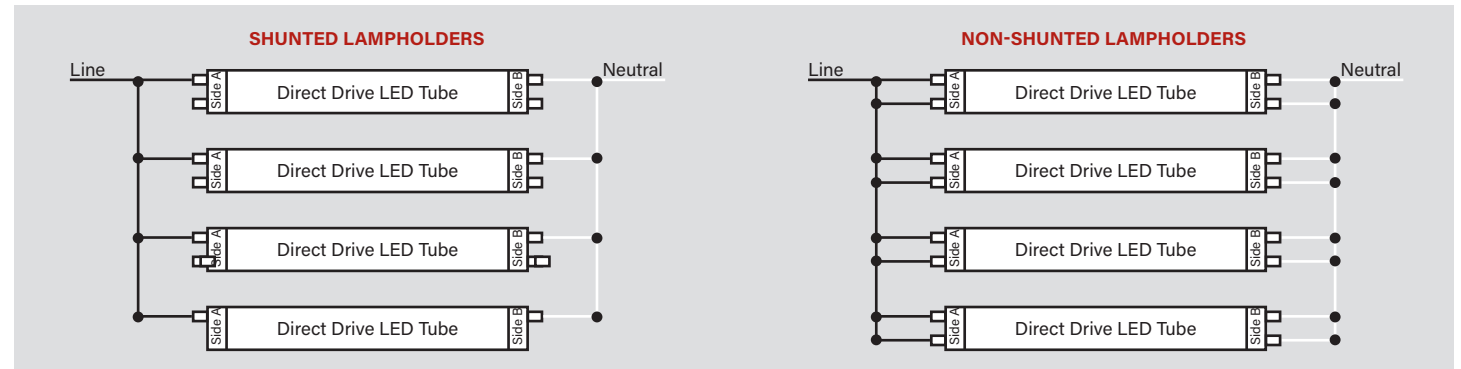 SHUNTED LAMPHOLDERS
Line
Neutral
Side A
Direct Drive LED Tube
Side B
Side A
Direct Drive LED Tube
Side B
Side A
Direct Drive LED Tube
Side B
Side A
Direct Drive LED Tube
Side B
NON-SHUNTED LAMPHOLDERS
Line
Neutral
Side A
Direct Drive LED Tube
Side B
Side A
Direct Drive LED Tube
Side B
Side A
Direct Drive LED Tube
Side B
Side A
Direct Drive LED Tube
Side B